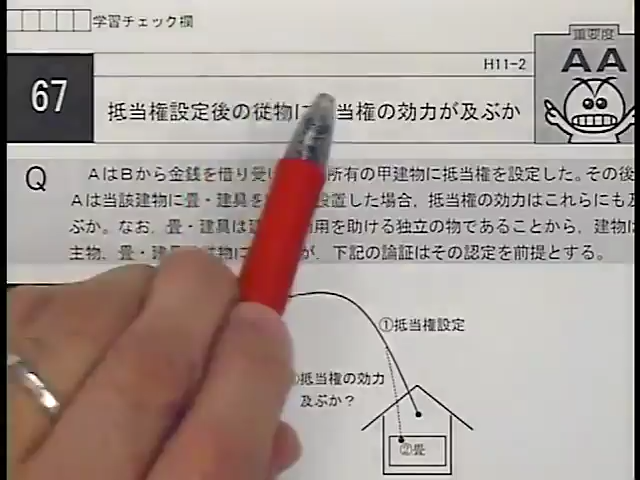 学習チェック欄
重要度
H11-2
AA
67
抵当権設定後の従物に 当権の効力が及ぶか
Q
AはBから金銭を借り受け 所有の甲建物に抵当権を設定した。その後
Aは当該建物に畳・建具を 設置した場合,抵当権の効力はこれらにも及
ぶか。なお,畳・建具は建 用を助ける独立の物であることから,建物は
主物,畳・建具 が,下記の論証はその認定を前提とする。
①抵当権設定
抵当権の効力
及ぶか?
②畳